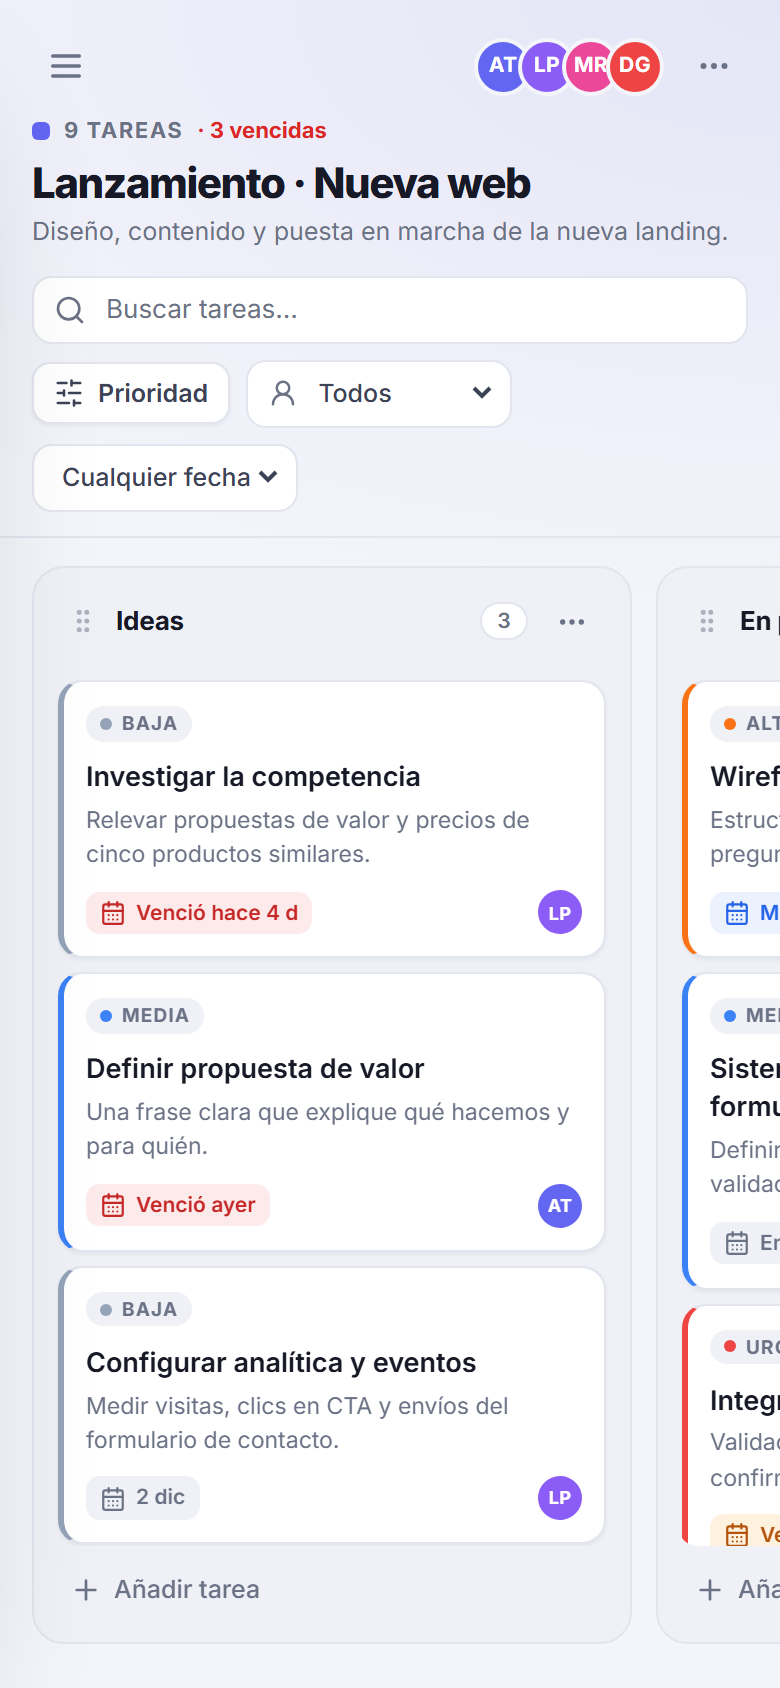 AT LP MR DG
9 TAREAS · 3 vencidas
Lanzamiento · Nueva web
Diseño, contenido y puesta en marcha de la nueva landing.
Buscar tareas...
Prioridad Todos
Cualquier fecha
Ideas 3
BAJA
Investigar la competencia
Relevar propuestas de valor y precios de
cinco productos similares.
Venció hace 4 d LP
MEDIA
Definir propuesta de valor
Una frase clara que explique qué hacemos y
para quién.
Venció ayer AT
BAJA
Configurar analítica y eventos
Medir visitas, clics en CTA y envíos del
formulario de contacto.
2 dic LP
Añadir tarea
En